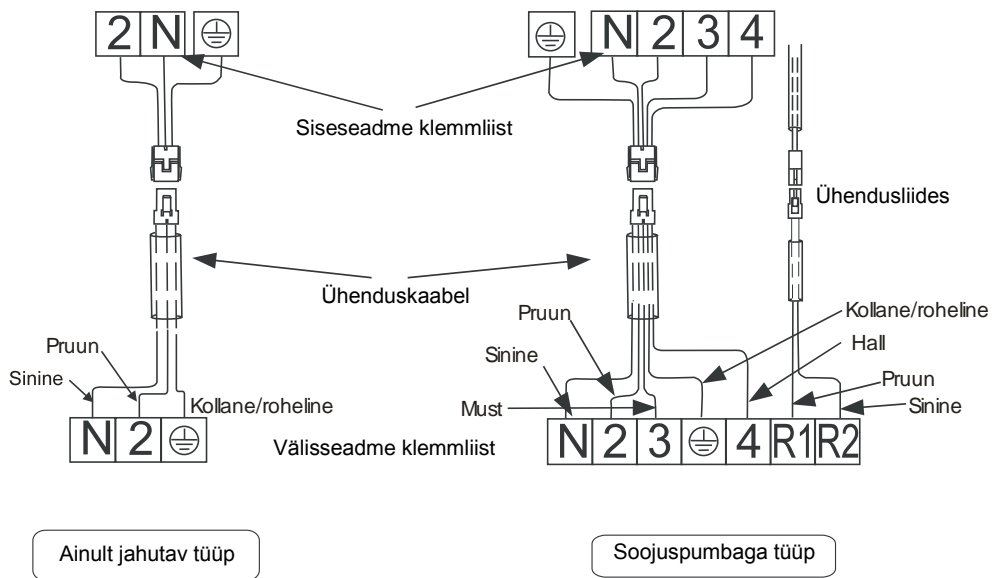 2 N
N 2 3 4
Siseseadme klemmliist
Ühendusliides
Ühenduskaabel
Pruun
Sinine
Kollane/roheline
N 2
Välisseadme klemmliist
Kollane/roheline
Hall
Pruun
Sinine
Pruun
Sinine
Must
N 2 3 4 R1 R2
Ainult jahutav tüüp
Soojuspumbaga tüüp